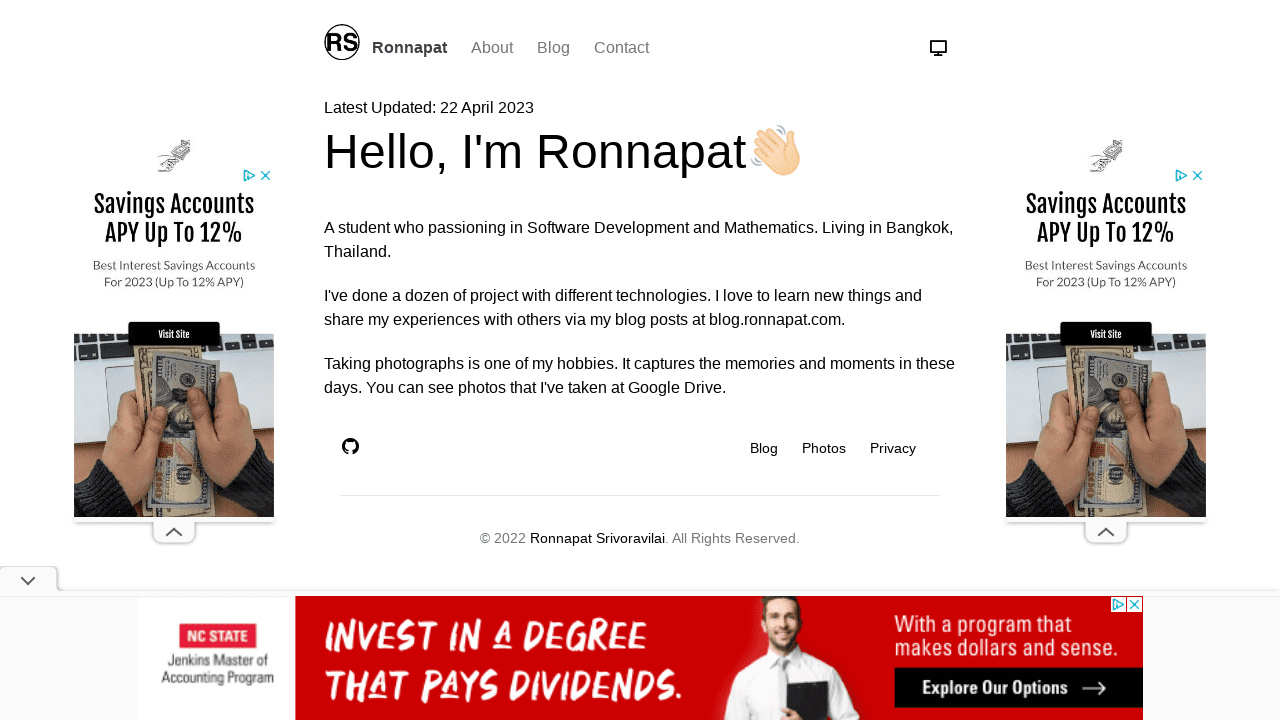 RS Ronnapat About Blog Contact
Latest Updated: 22 April 2023
Hello, I'm Ronnapat👋🏻
A student who passioning in Software Development and Mathematics. Living in Bangkok,
Thailand.
I've done a dozen of project with different technologies. I love to learn new things and
share my experiences with others via my blog posts at blog.ronnapat.com.
Taking photographs is one of my hobbies. It captures the memories and moments in these
days. You can see photos that I've taken at Google Drive.
Blog Photos Privacy
© 2022 Ronnapat Srivoravilai. All Rights Reserved.
Savings Accounts
APY Up To 12%
Best Interest Savings Accounts
For 2023 (Up To 12% APY)
Visit Site
Savings Accounts
APY Up To 12%
Best Interest Savings Accounts
For 2023 (Up To 12% APY)
Visit Site
NC STATE
Jenkins Master of
Accounting Program
INVEST IN A DEGREE
THAT PAYS DIVIDENDS.
With a program that
makes dollars and sense.
Explore Our Options